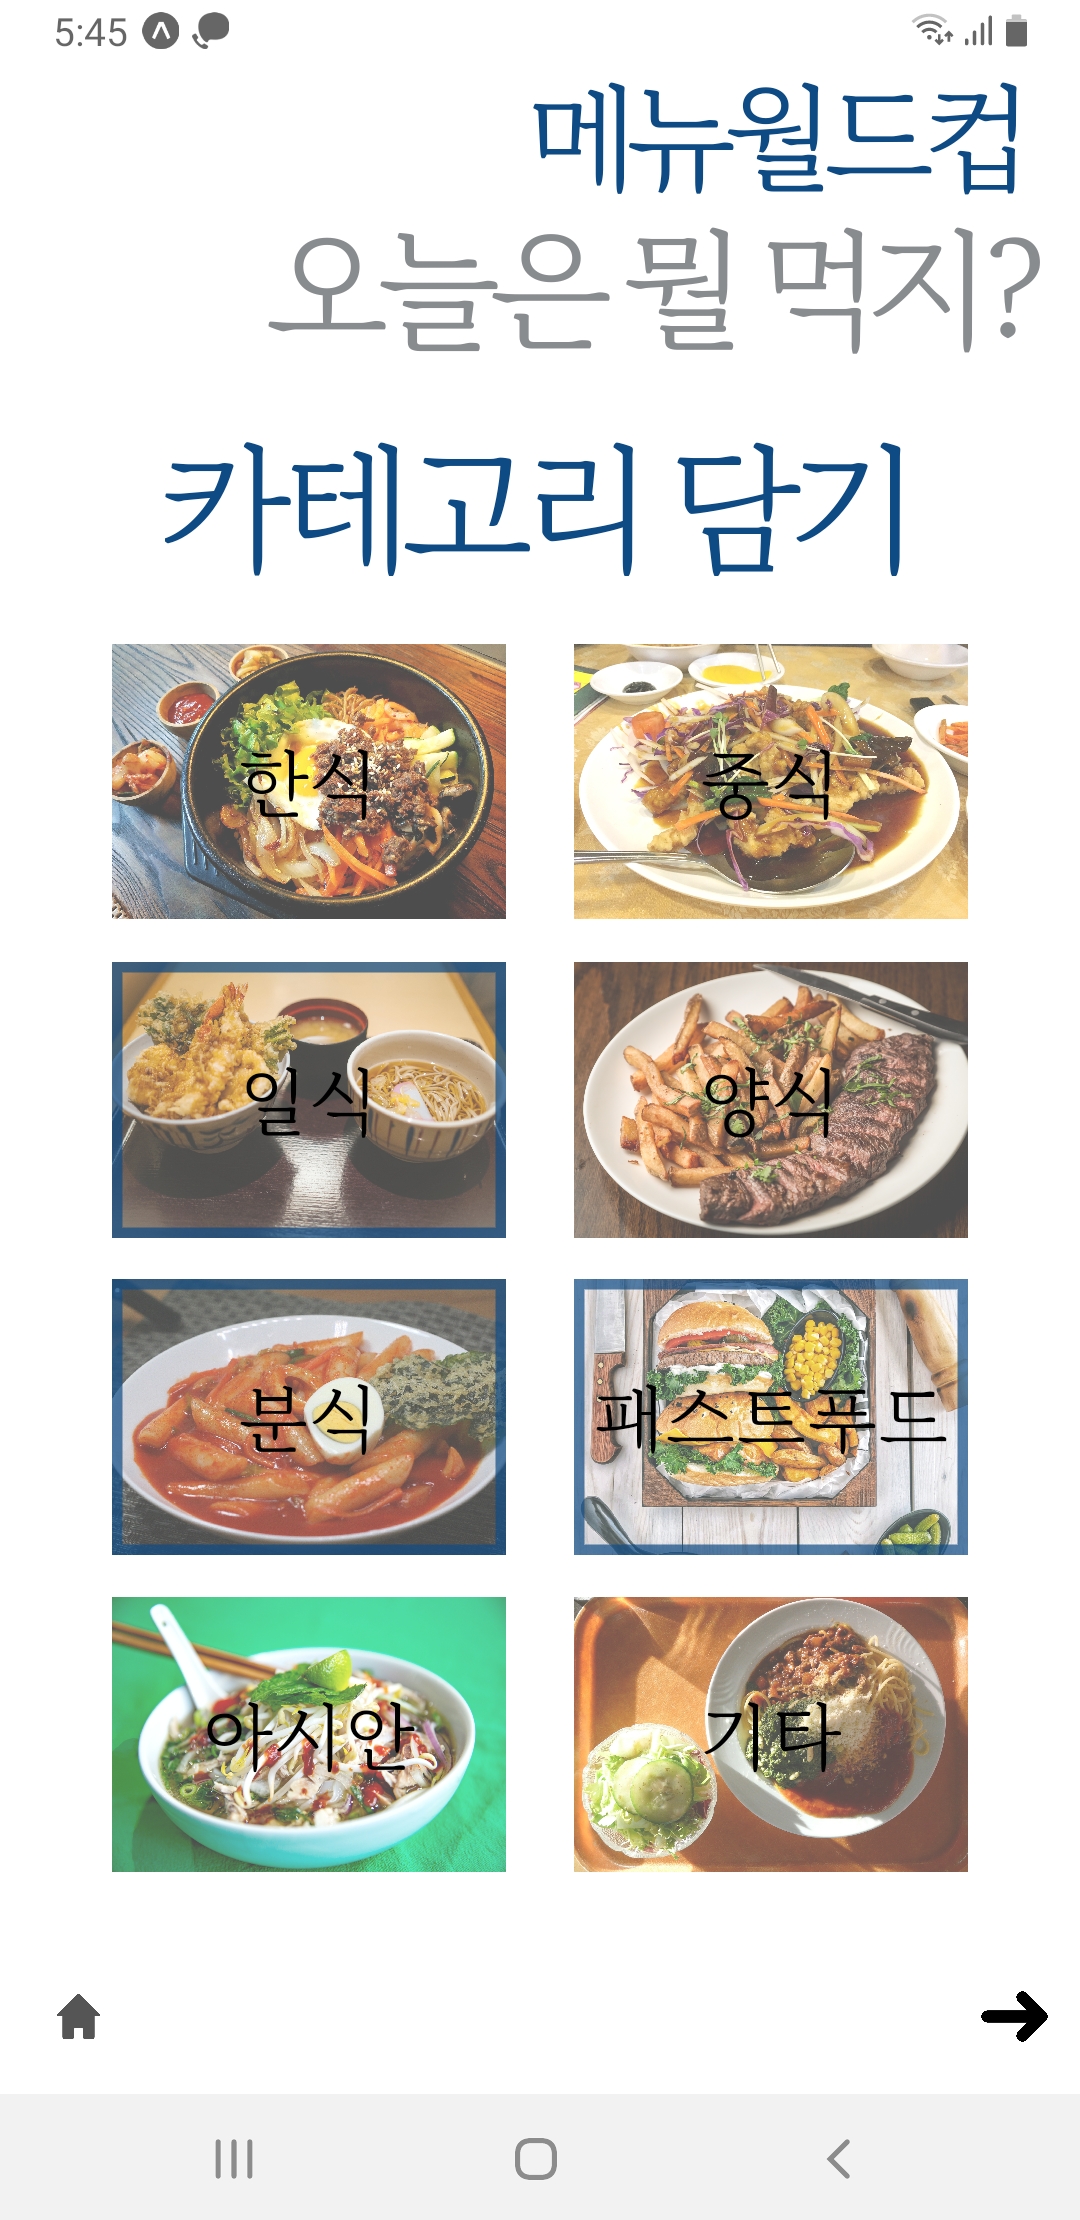 5:45
메뉴월드컵
오늘은 뭘 먹지?
카테고리 담기
한식
중식
일식
양식
분식
패스트푸드
아시안
기타